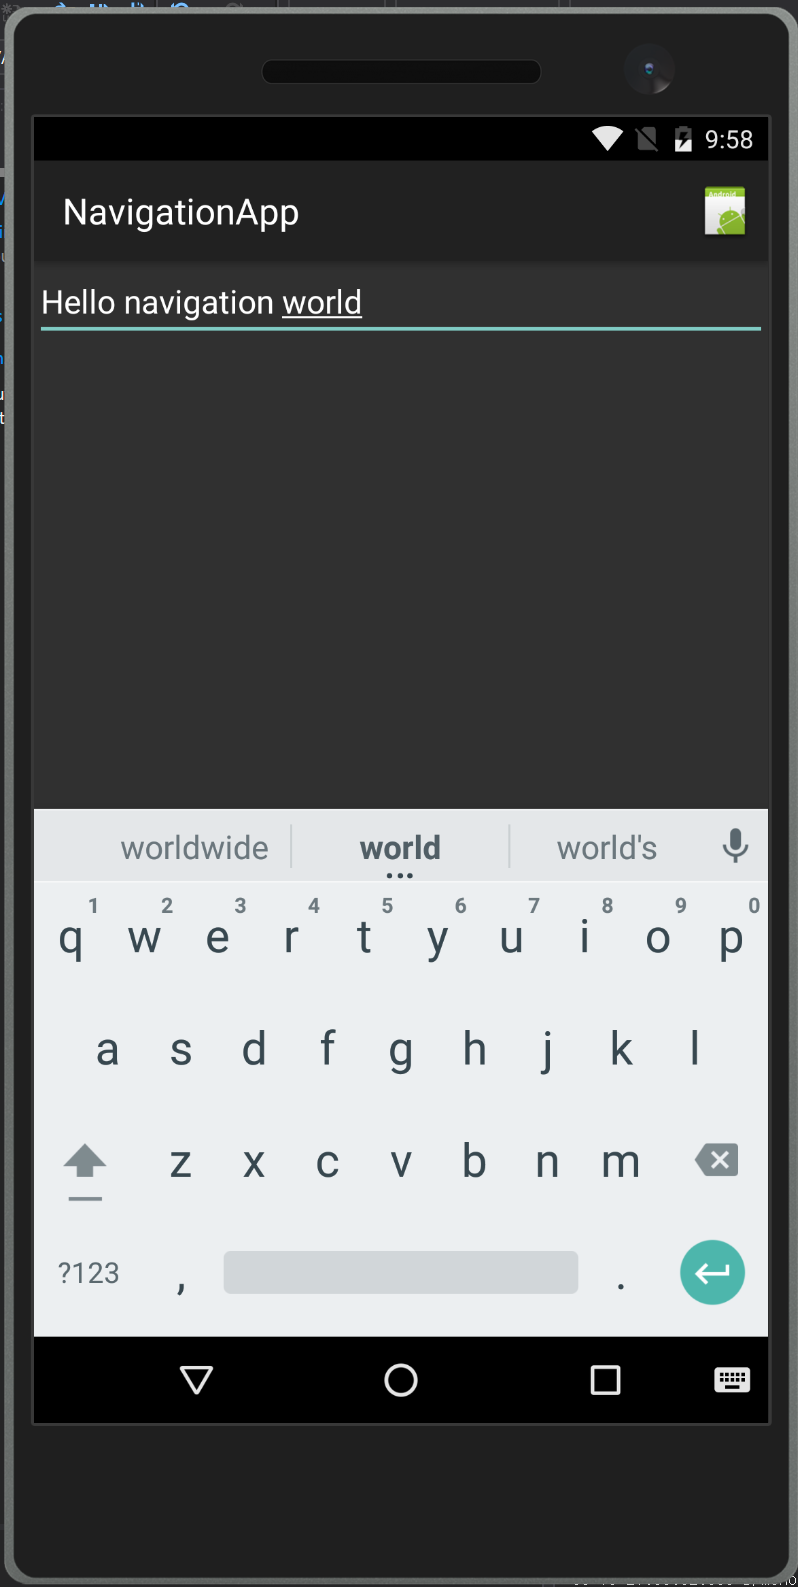 9:58
NavigationApp
Android
Hello navigation world
worldwide world world's
1 2 3 4 5 6 7 8 9 0
q w e r t y u i o p
a s d f g h j k l
z x c v b n m
?123 , .